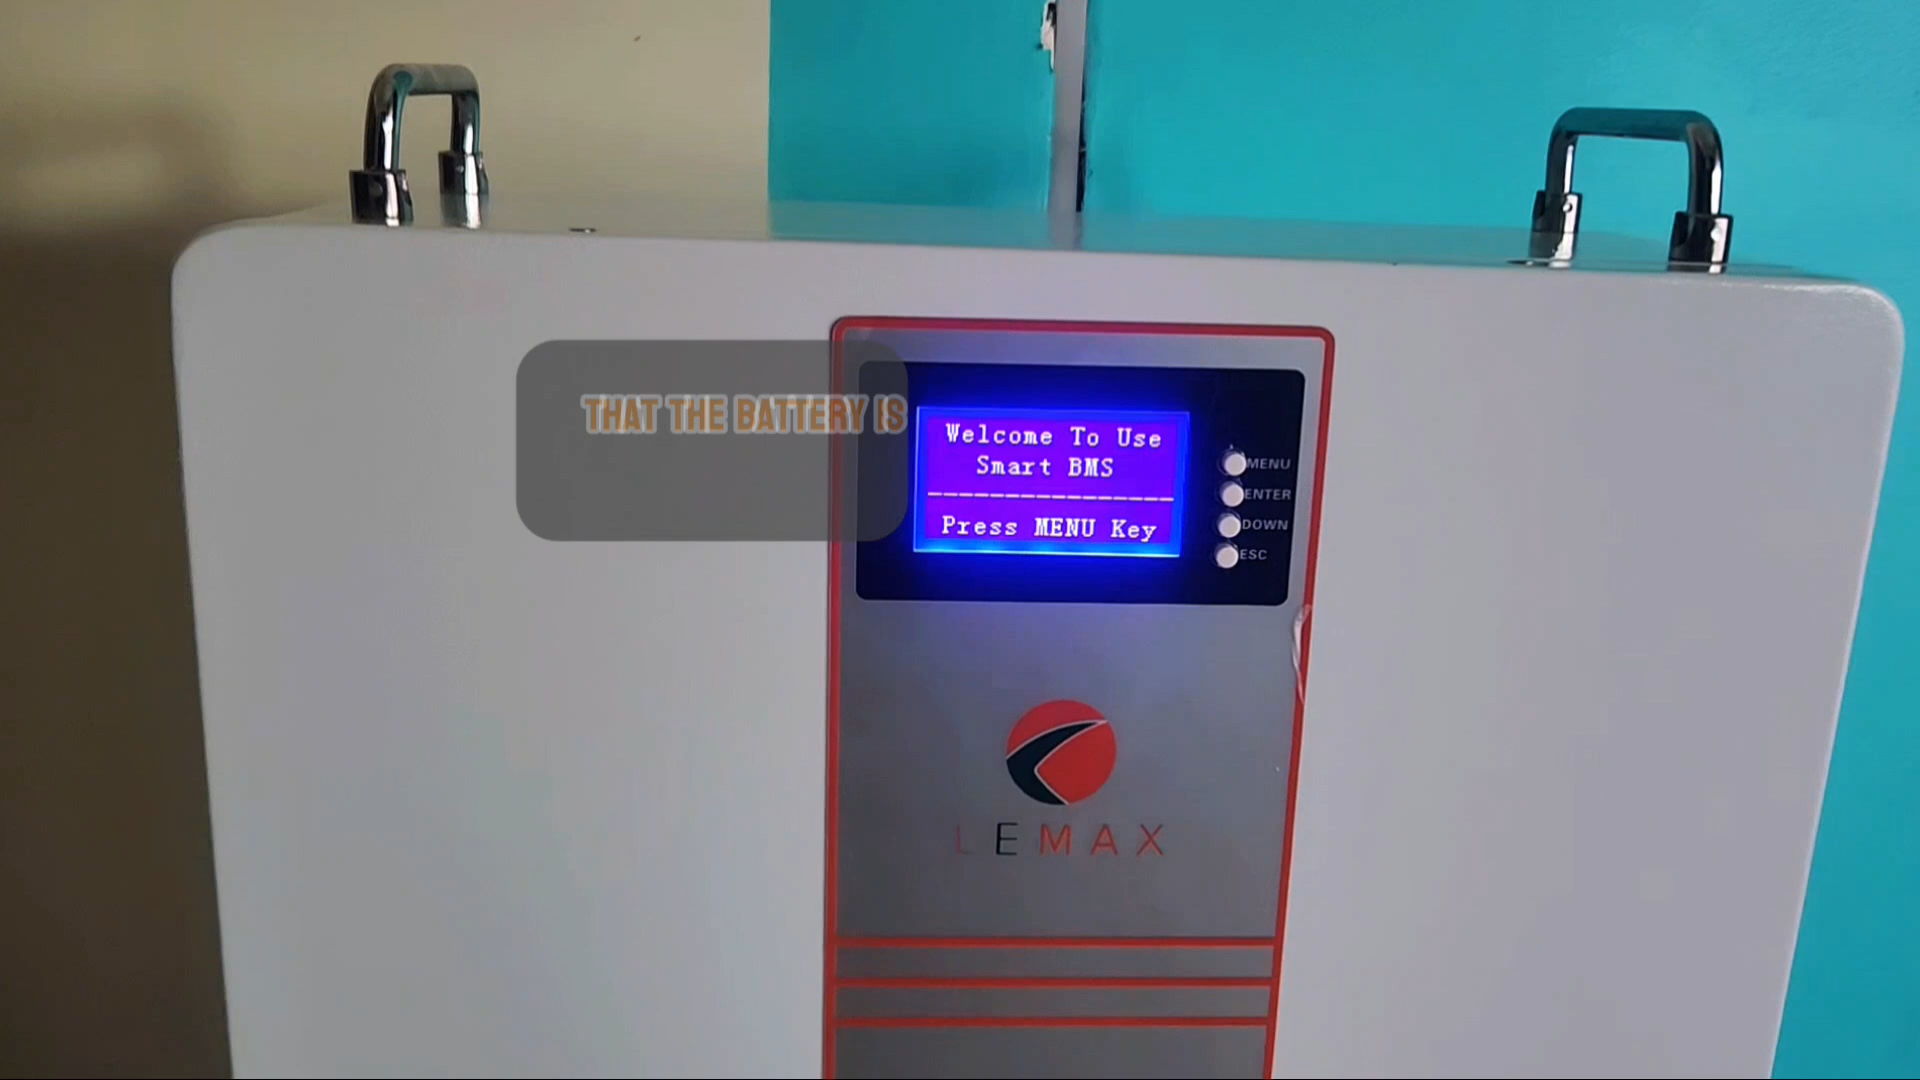 THAT THE BATTERY IS
Welcome To Use
Smart BMS
Press MENU Key
MENU
ENTER
DOWN
ESC
LEMAX